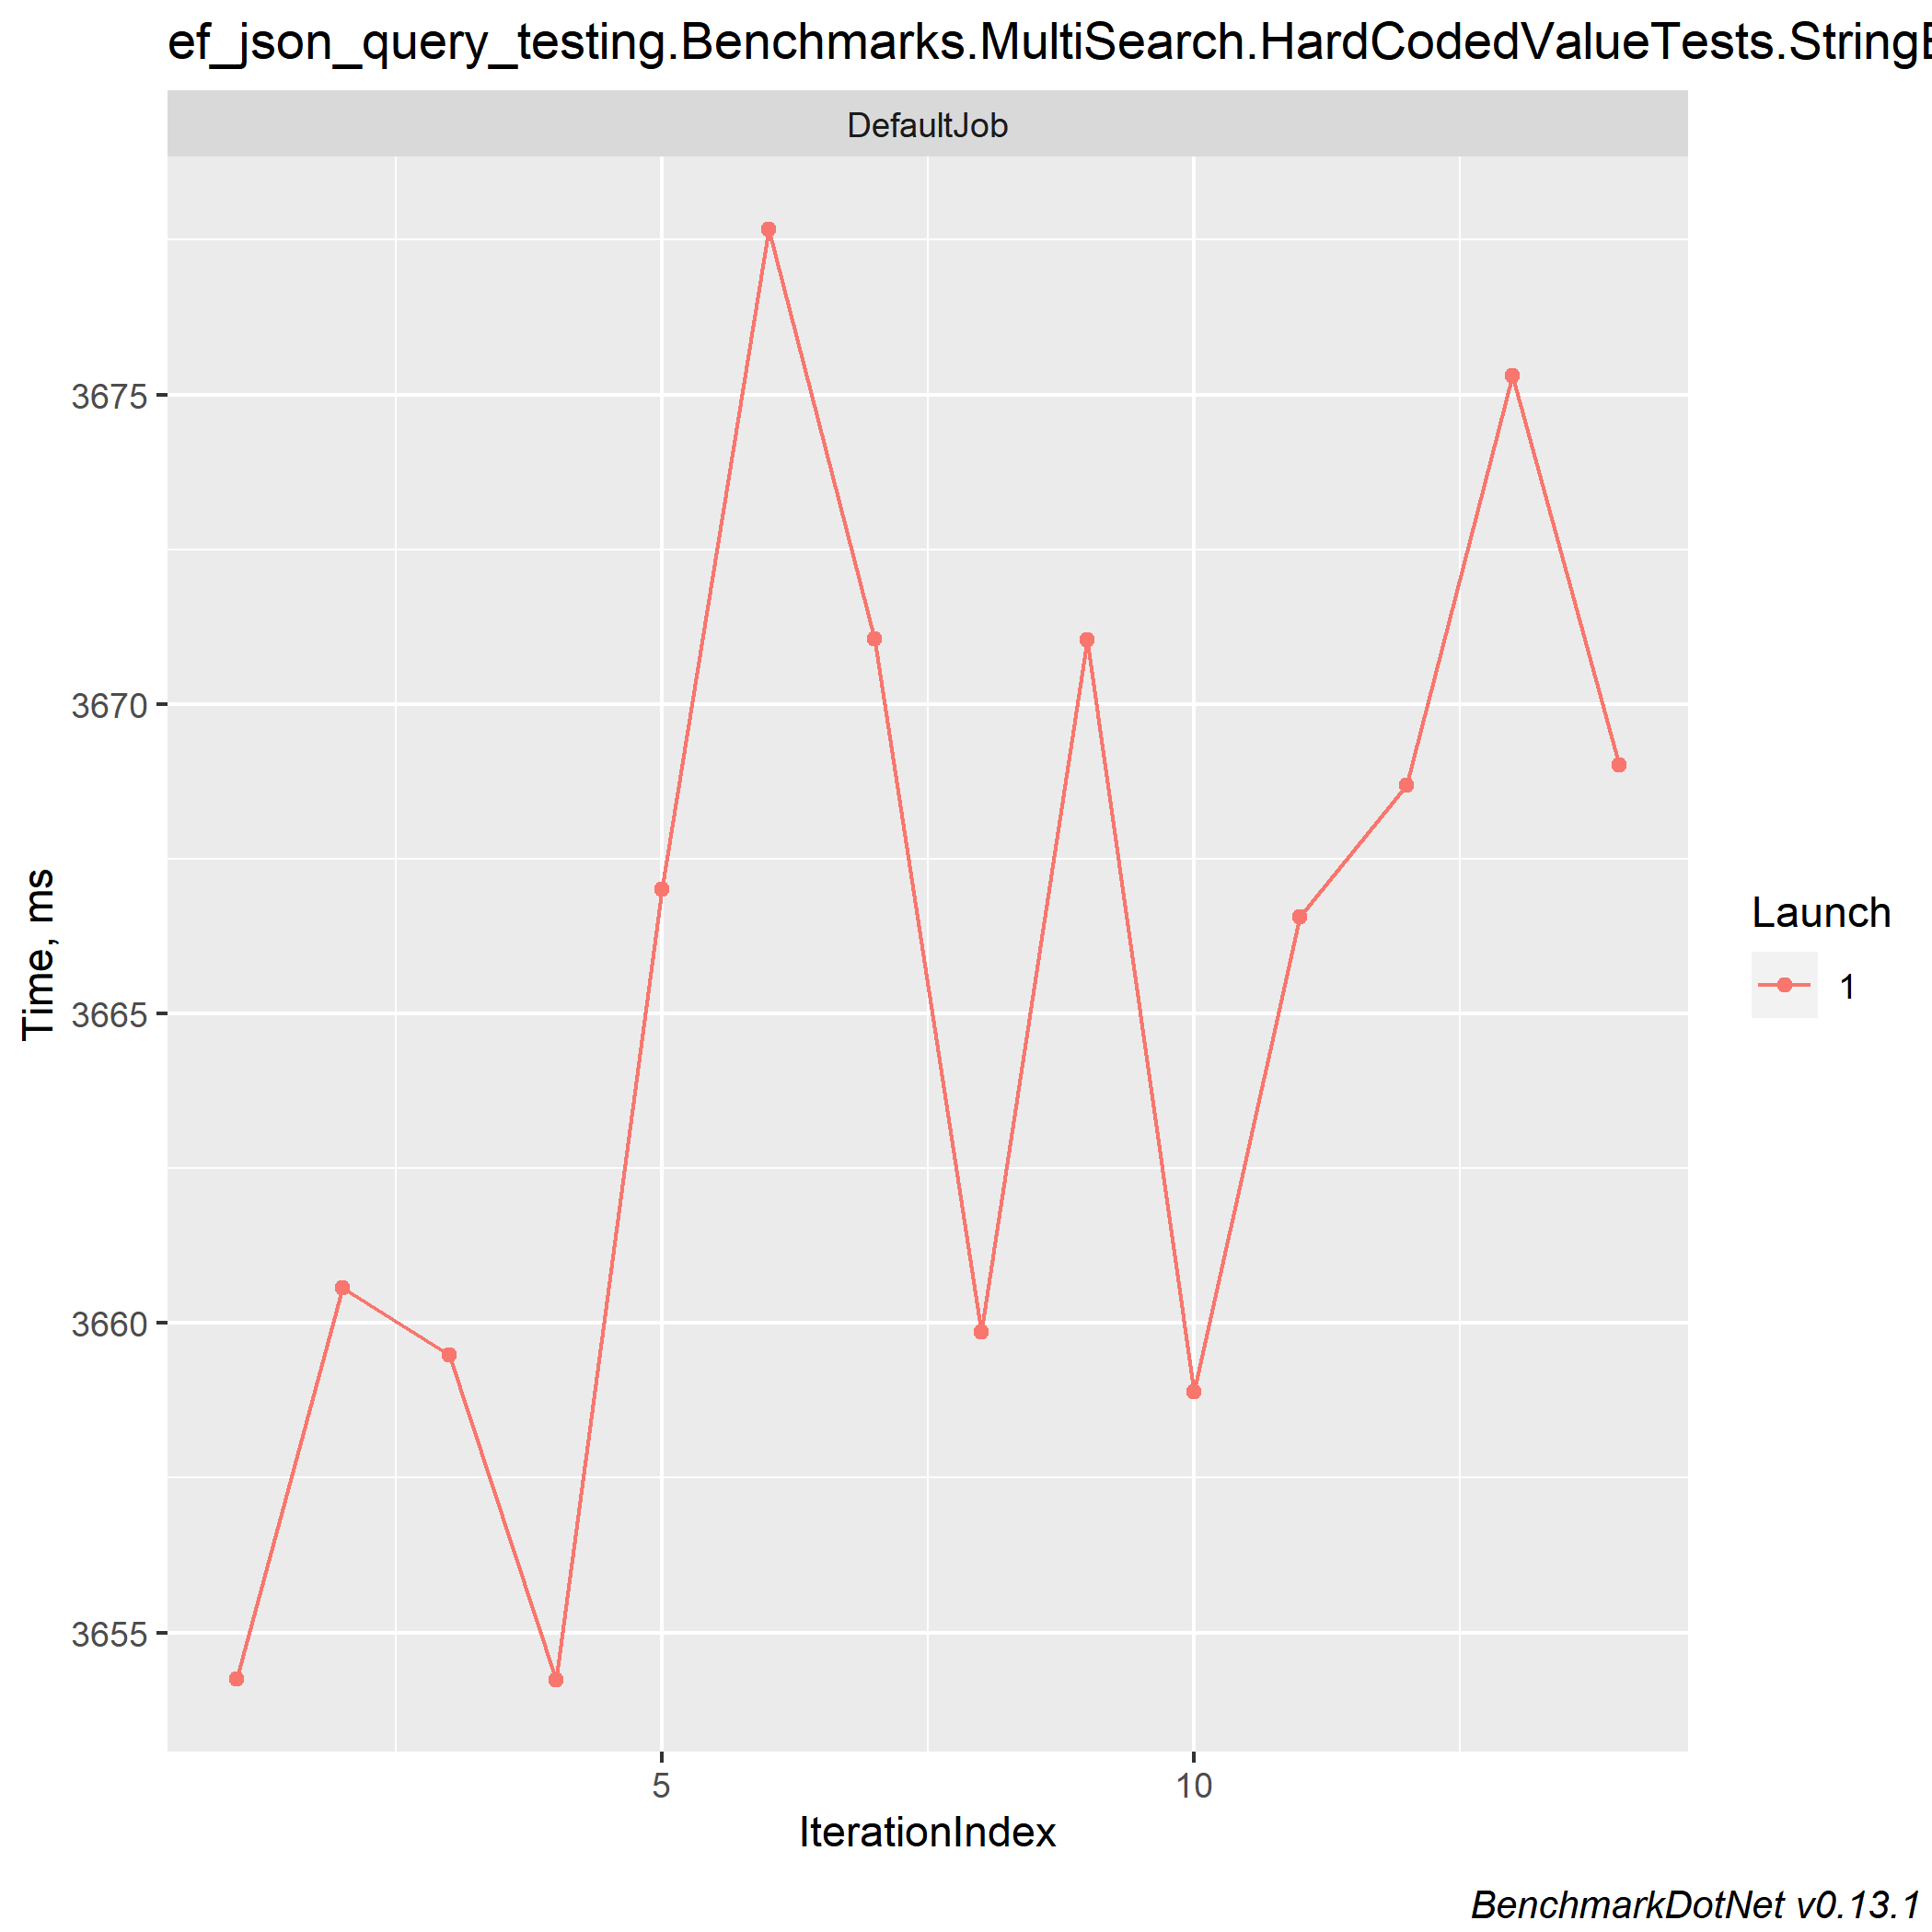 ef_json_query_testing.Benchmarks.MultiSearch.HardCodedValueTests.StringE
DefaultJob
3675
3670
3665
3660
3655
Time, ms
5
10
IterationIndex
Launch
1
BenchmarkDotNet v0.13.1